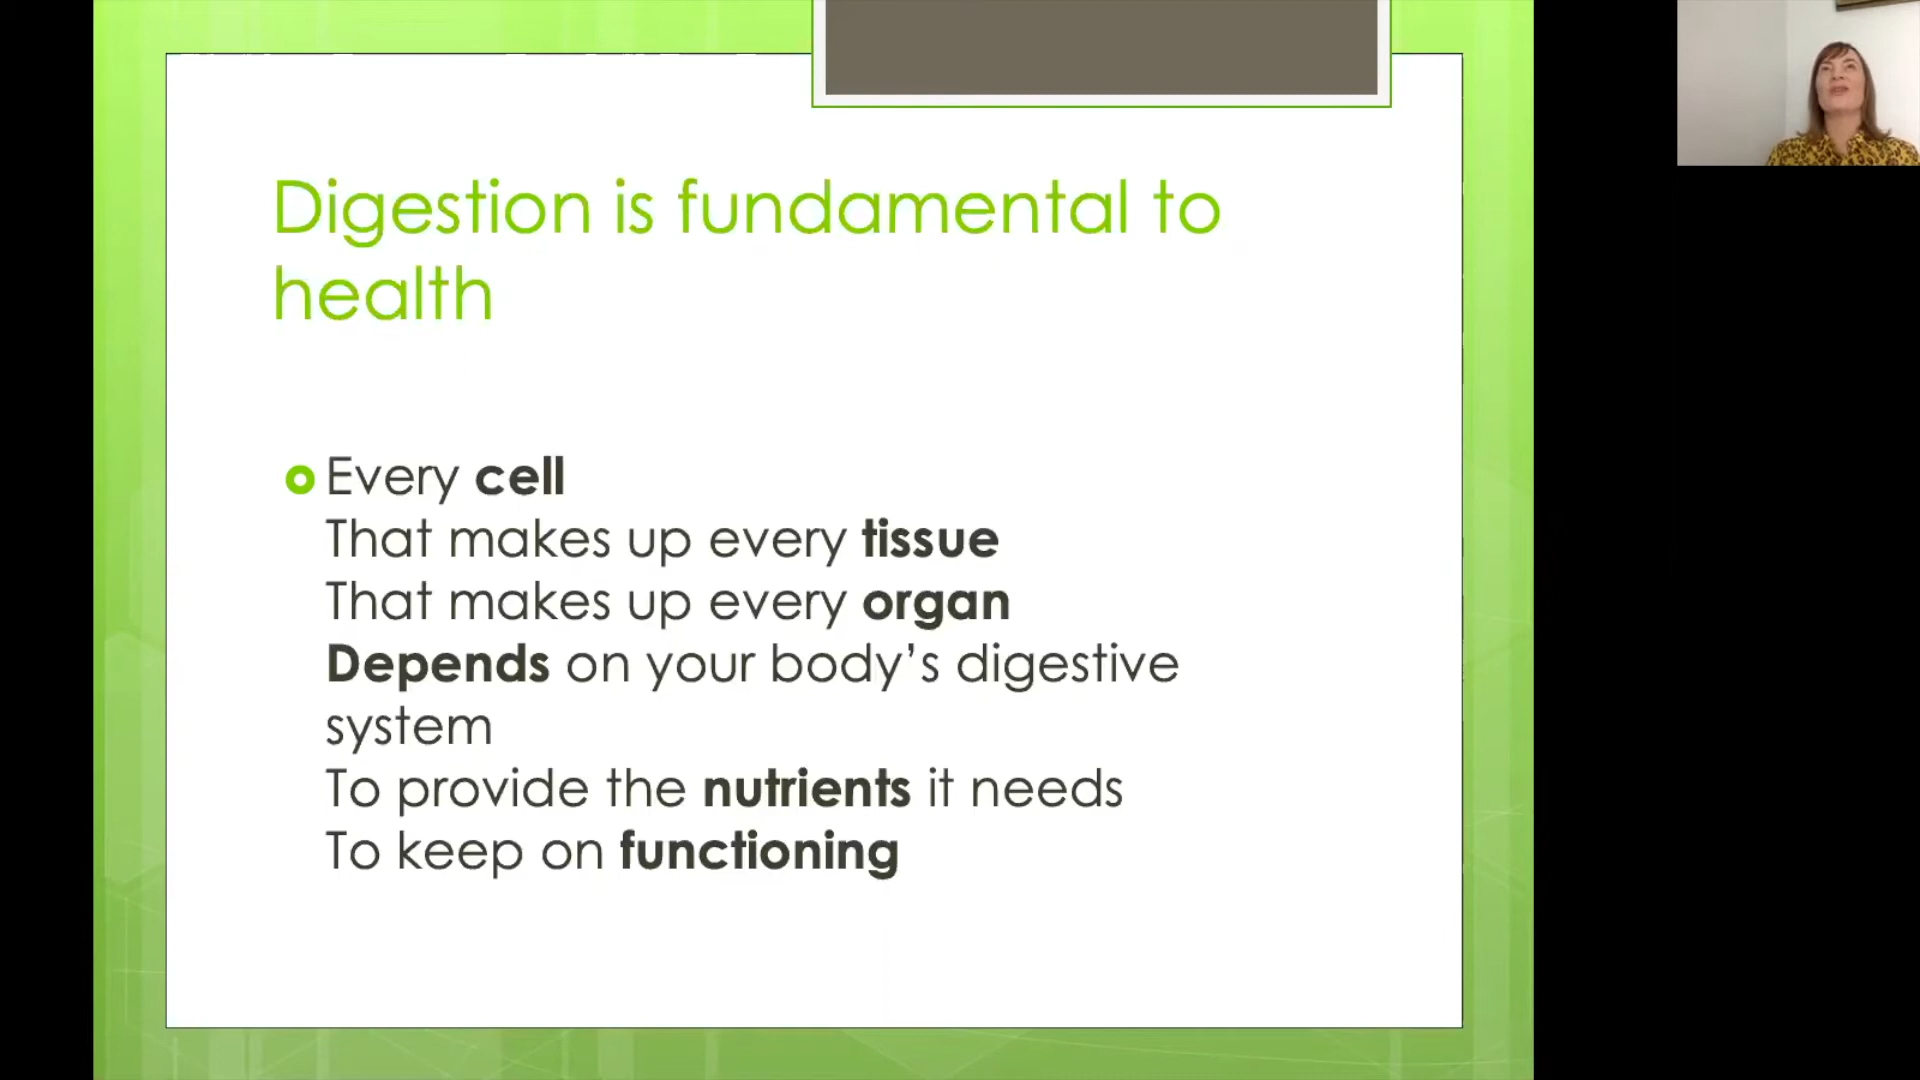 Digestion is fundamental to
health
Every cell
That makes up every tissue
That makes up every organ
Depends on your body’s digestive
system
To provide the nutrients it needs
To keep on functioning